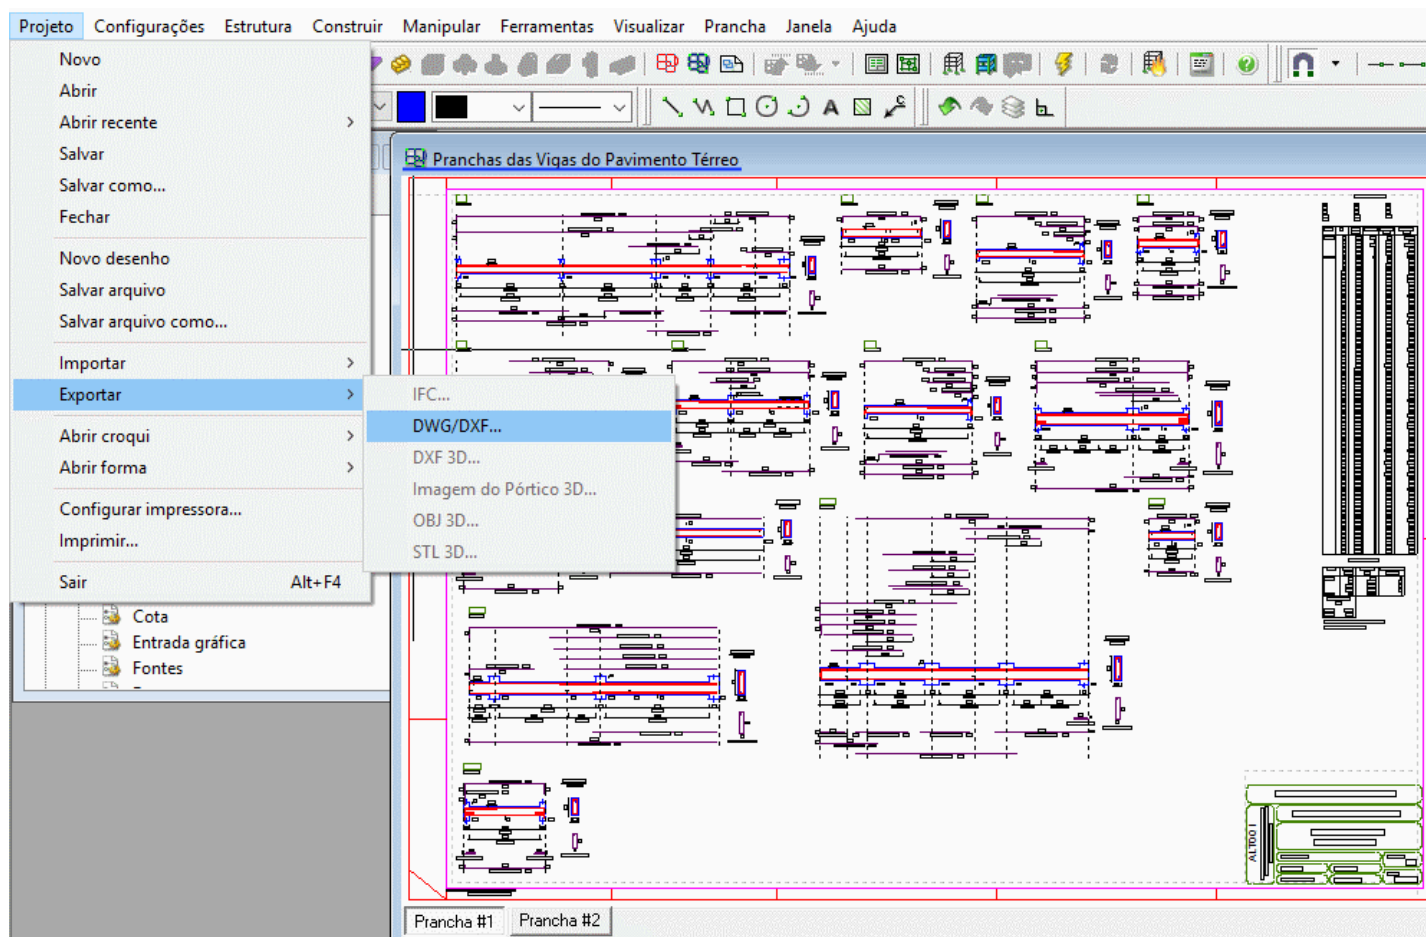 Projeto Configurações Estrutura Construir Manipular Ferramentas Visualizar Prancha Janela Ajuda
Novo
Abrir
Abrir recente
Salvar
Salvar como...
Fechar
Novo desenho
Salvar arquivo
Salvar arquivo como...
Importar
Exportar
Abrir croqui
Abrir forma
Configurar impressora...
Imprimir...
Sair Alt+F4
IFC...
DWG/DXF...
DXF 3D...
Imagem do Pórtico 3D...
OBJ 3D...
STL 3D...
Cota
Entrada gráfica
Fontes
Pranchas das Vigas do Pavimento Térreo
Prancha #1 Prancha #2